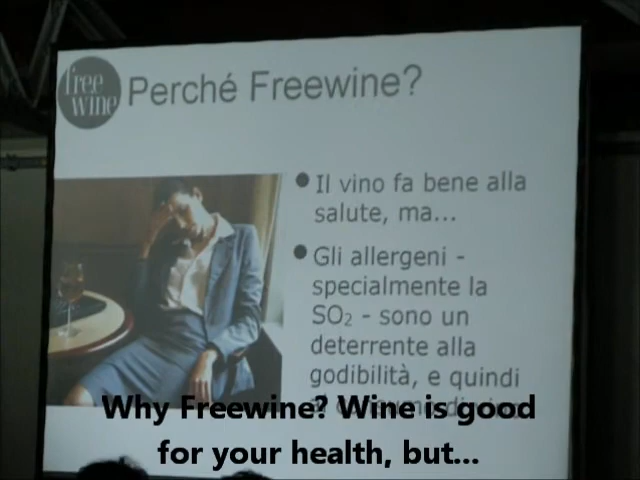 free
wine
Perché Freewine?
Il vino fa bene alla
salute, ma...
Gli allergeni -
specialmente la
SO₂ - sono un
deterrente alla
godibilità, e quindi
Why Freewine? Wine is good
for your health, but...